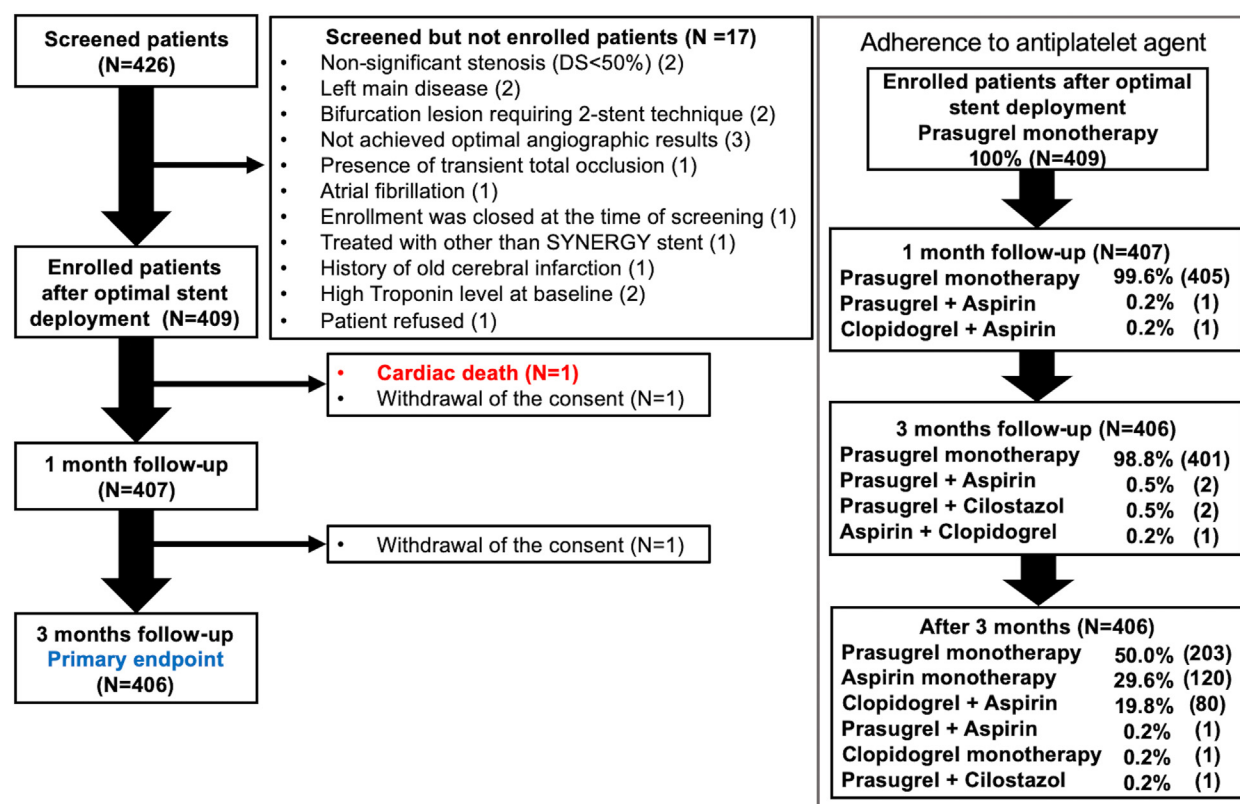 Screened patients
(N=426)
Screened but not enrolled patients (N =17)
• Non-significant stenosis (DS<50%) (2)
• Left main disease (2)
• Bifurcation lesion requiring 2-stent technique (2)
• Not achieved optimal angiographic results (3)
• Presence of transient total occlusion (1)
• Atrial fibrillation (1)
• Enrollment was closed at the time of screening (1)
• Treated with other than SYNERGY stent (1)
• History of old cerebral infarction (1)
• High Troponin level at baseline (2)
• Patient refused (1)
Enrolled patients
after optimal stent
deployment (N=409)
• Cardiac death (N=1)
• Withdrawal of the consent (N=1)
1 month follow-up
(N=407)
• Withdrawal of the consent (N=1)
3 months follow-up
Primary endpoint
(N=406)
Adherence to antiplatelet agent
Enrolled patients after optimal
stent deployment
Prasugrel monotherapy
100% (N=409)
1 month follow-up (N=407)
Prasugrel monotherapy 99.6% (405)
Prasugrel + Aspirin 0.2% (1)
Clopidogrel + Aspirin 0.2% (1)
3 months follow-up (N=406)
Prasugrel monotherapy 98.8% (401)
Prasugrel + Aspirin 0.5% (2)
Prasugrel + Cilostazol 0.5% (2)
Aspirin + Clopidogrel 0.2% (1)
After 3 months (N=406)
Prasugrel monotherapy 50.0% (203)
Aspirin monotherapy 29.6% (120)
Clopidogrel + Aspirin 19.8% (80)
Prasugrel + Aspirin 0.2% (1)
Clopidogrel monotherapy 0.2% (1)
Prasugrel + Cilostazol 0.2% (1)